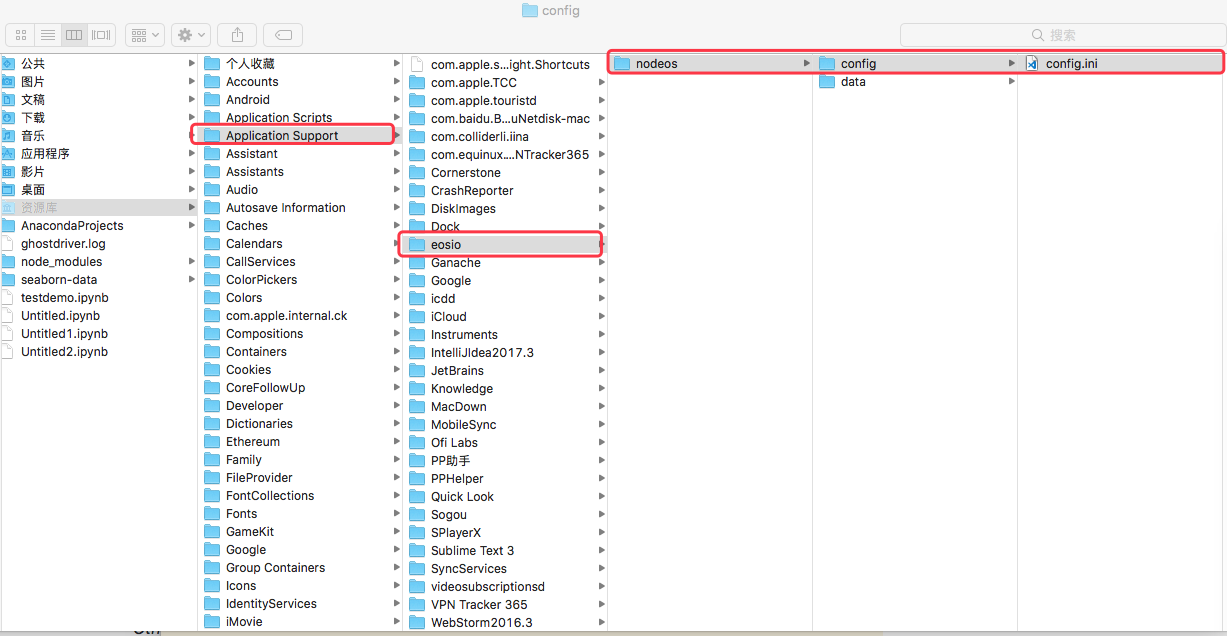 config
搜索
公共
图片
文稿
下载
音乐
应用程序
影片
桌面
资源库
AnacondaProjects
ghostdriver.log
node_modules
seaborn-data
testdemo.ipynb
Untitled.ipynb
Untitled1.ipynb
Untitled2.ipynb
个人收藏
Accounts
Android
Application Scripts
Application Support
Assistant
Assistants
Audio
Autosave Information
Caches
Calendars
CallServices
ColorPickers
Colors
com.apple.internal.ck
Compositions
Containers
Cookies
CoreFollowUp
Developer
Dictionaries
Ethereum
Family
FileProvider
FontCollections
Fonts
GameKit
Google
Group Containers
Icons
IdentityServices
iMovie
com.apple.s...ight.Shortcuts
com.apple.TCC
com.apple.touristd
com.baidu.B...uNetdisk-mac
com.colliderli.iina
com.equinux....NTracker365
Cornerstone
CrashReporter
DiskImages
Dock
eosio
Ganache
Google
icdd
iCloud
Instruments
IntelliJIdea2017.3
JetBrains
Knowledge
MacDown
MobileSync
Ofi Labs
PP助手
PPHelper
Quick Look
Sogou
SPlayerX
Sublime Text 3
SyncServices
videosubscriptionsd
VPN Tracker 365
WebStorm2016.3
nodeos
config
data
config.ini